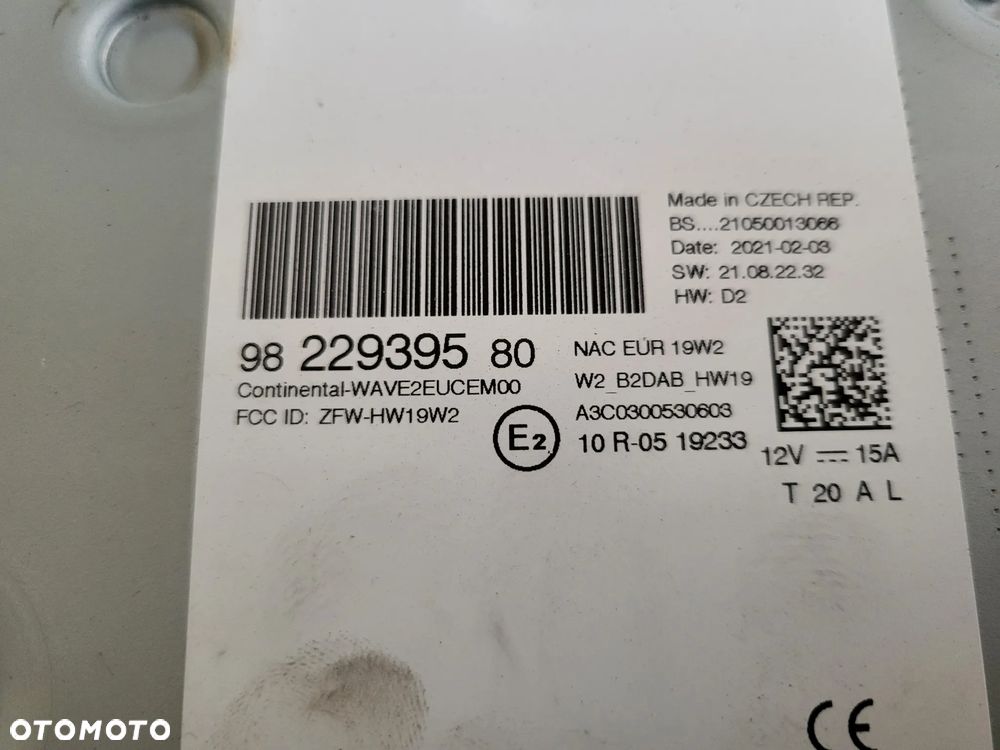 Made in CZECH REP.
BS....21050013066
Date: 2021-02-03
SW: 21.08.22.32
HW: D2
98 229395 80
Continental-WAVE2EUCEM00
FCC ID: ZFW-HW19W2
NAC EUR 19W2
W2_B2DAB_HW19
A3C0300530603
E2
10 R-05 19233
12V ⎓ 15A
T 20 A L
CE
OTOMOTO